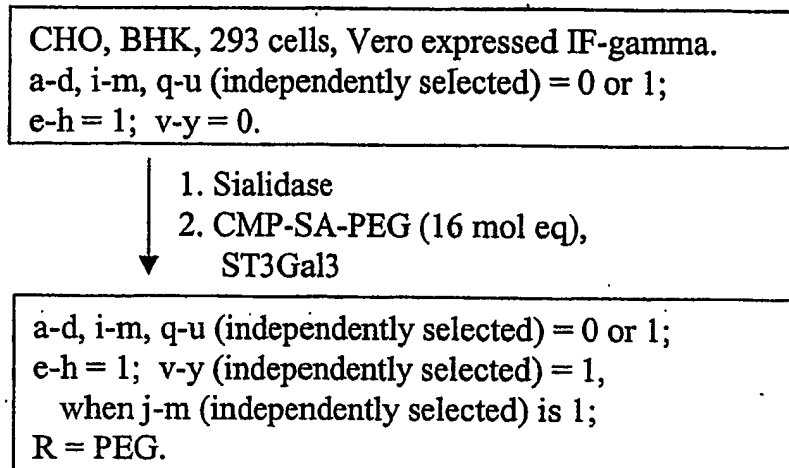 CHO, BHK, 293 cells, Vero expressed IF-gamma.
a-d, i-m, q-u (independently selected) = 0 or 1;
e-h = 1; v-y = 0.
1. Sialidase
2. CMP-SA-PEG (16 mol eq),
ST3Gal3
a-d, i-m, q-u (independently selected) = 0 or 1;
e-h = 1; v-y (independently selected) = 1,
when j-m (independently selected) is 1;
R = PEG.